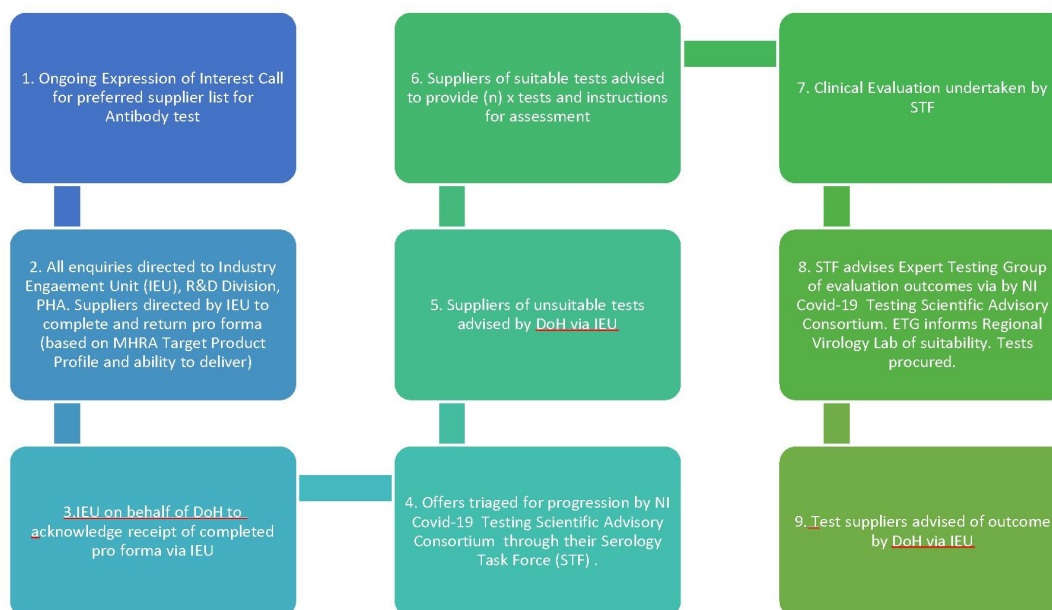 1. Ongoing Expression of Interest Call
for preferred supplier list for
Antibody test
2. All enquiries directed to Industry
Engaement Unit (IEU), R&D Division,
PHA. Suppliers directed by IEU to
complete and return pro forma
(based on MHRA Target Product
Profile and ability to deliver)
3.IEU on behalf of DoH to
acknowledge receipt of completed
pro forma via IEU
4. Offers triaged for progression by NI
Covid-19 Testing Scientific Advisory
Consortium through their Serology
Task Force (STF) .
5. Suppliers of unsuitable tests
advised by DoH via IEU
6. Suppliers of suitable tests advised
to provide (n) x tests and instructions
for assessment
7. Clinical Evaluation undertaken by
STF
8. STF advises Expert Testing Group
of evaluation outcomes via by NI
Covid-19 Testing Scientific Advisory
Consortium. ETG informs Regional
Virology Lab of suitability. Tests
procured.
9. Test suppliers advised of outcome
by DoH via IEU